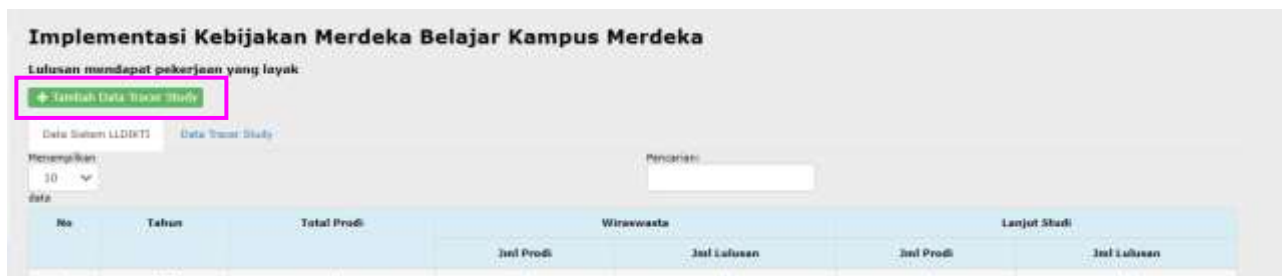 Implementasi Kebijakan Merdeka Belajar Kampus Merdeka
Lulusan mendapat pekerjaan yang layak
+ Tambah Data Tracer Study
Data Sistem LLDIKTI Data Tracer Study
Menampilkan Pencarian:
10
data
No Tahun Total Prodi Wiraswasta Lanjut Studi
Jml Prodi Jml Lulusan Jml Prodi Jml Lulusan